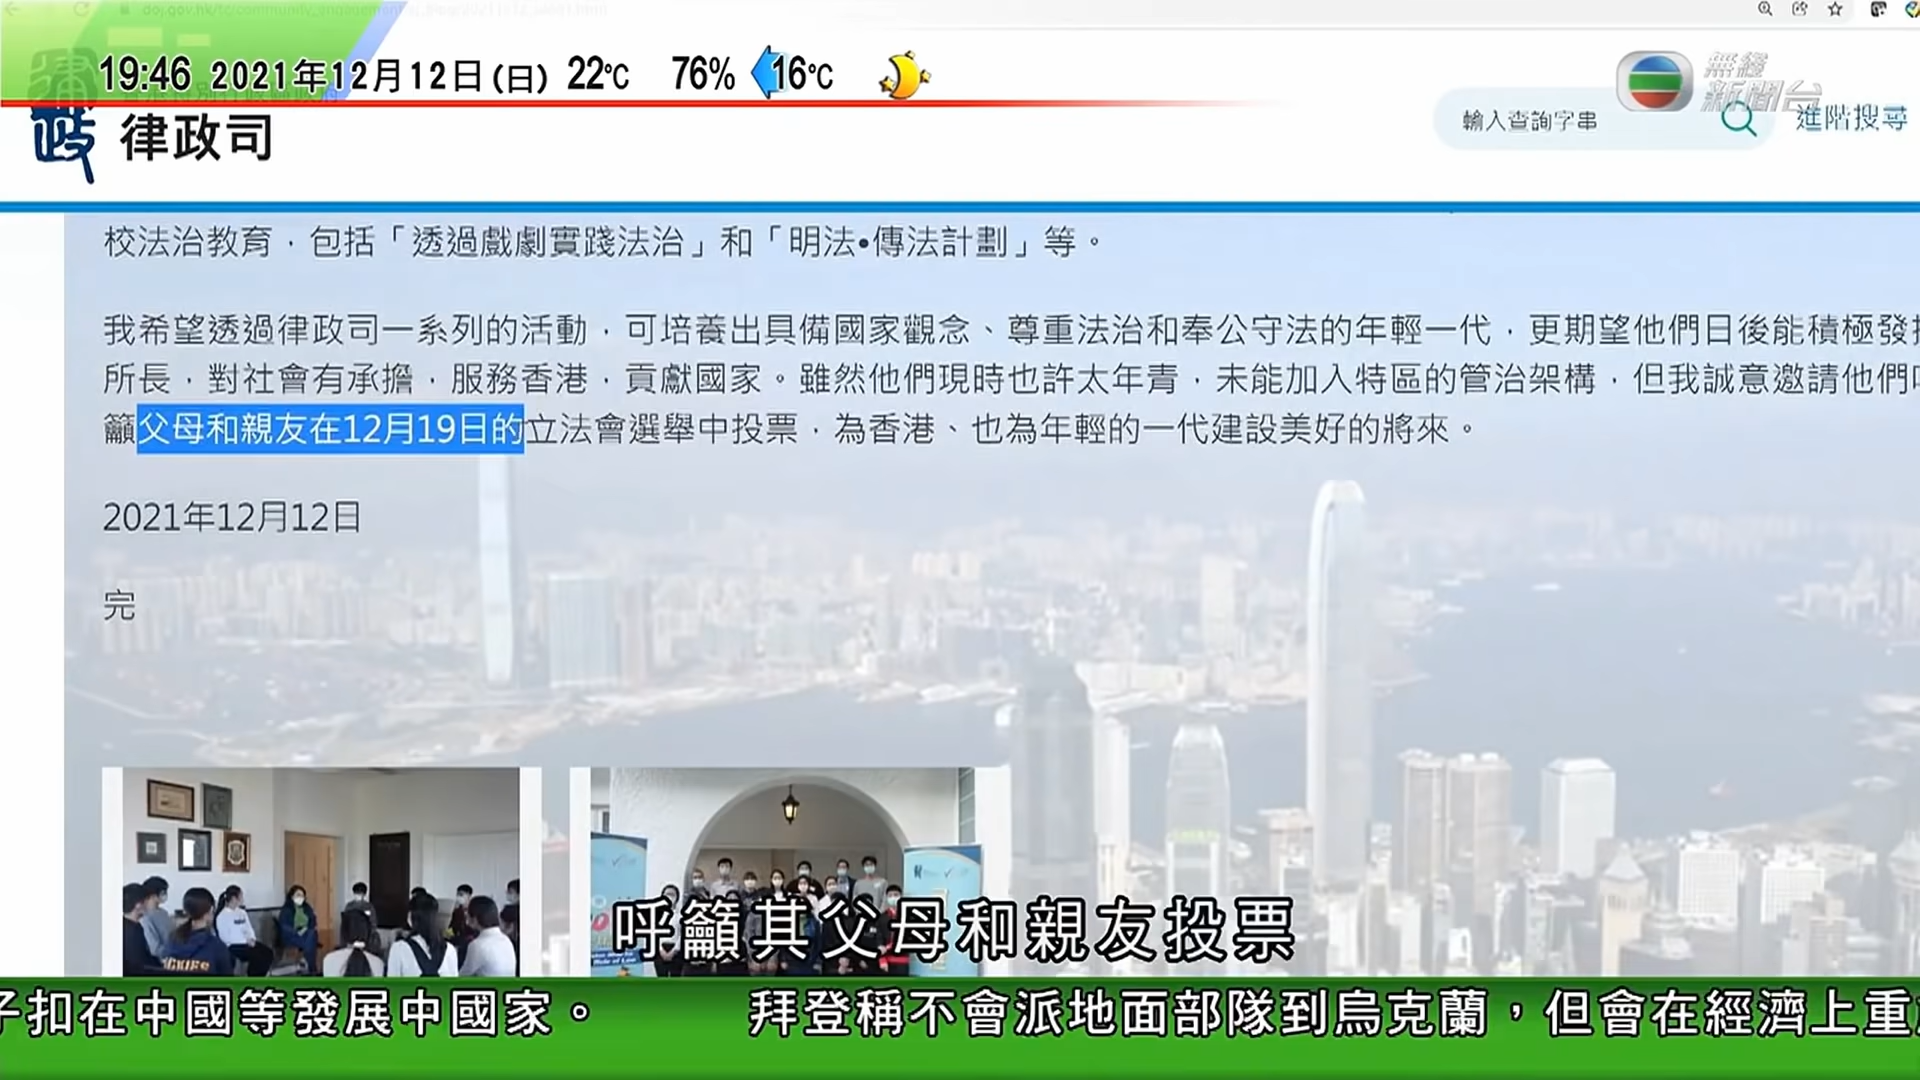 19:46 2021年12月12日(日) 22℃ 76% 16℃
無綫
新聞台
律政司
輸入查詢字串
進階搜尋
校法治教育，包括「透過戲劇實踐法治」和「明法•傳法計劃」等。
我希望透過律政司一系列的活動，可培養出具備國家觀念、尊重法治和奉公守法的年輕一代，更期望他們日後能積極發
所長，對社會有承擔，服務香港，貢獻國家。雖然他們現時也許太年青，未能加入特區的管治架構，但我誠意邀請他們
籲父母和親友在12月19日的立法會選舉中投票，為香港、也為年輕的一代建設美好的將來。
2021年12月12日
完
呼籲其父母和親友投票
子扣在中國等發展中國家。 拜登稱不會派地面部隊到烏克蘭，但會在經濟上重